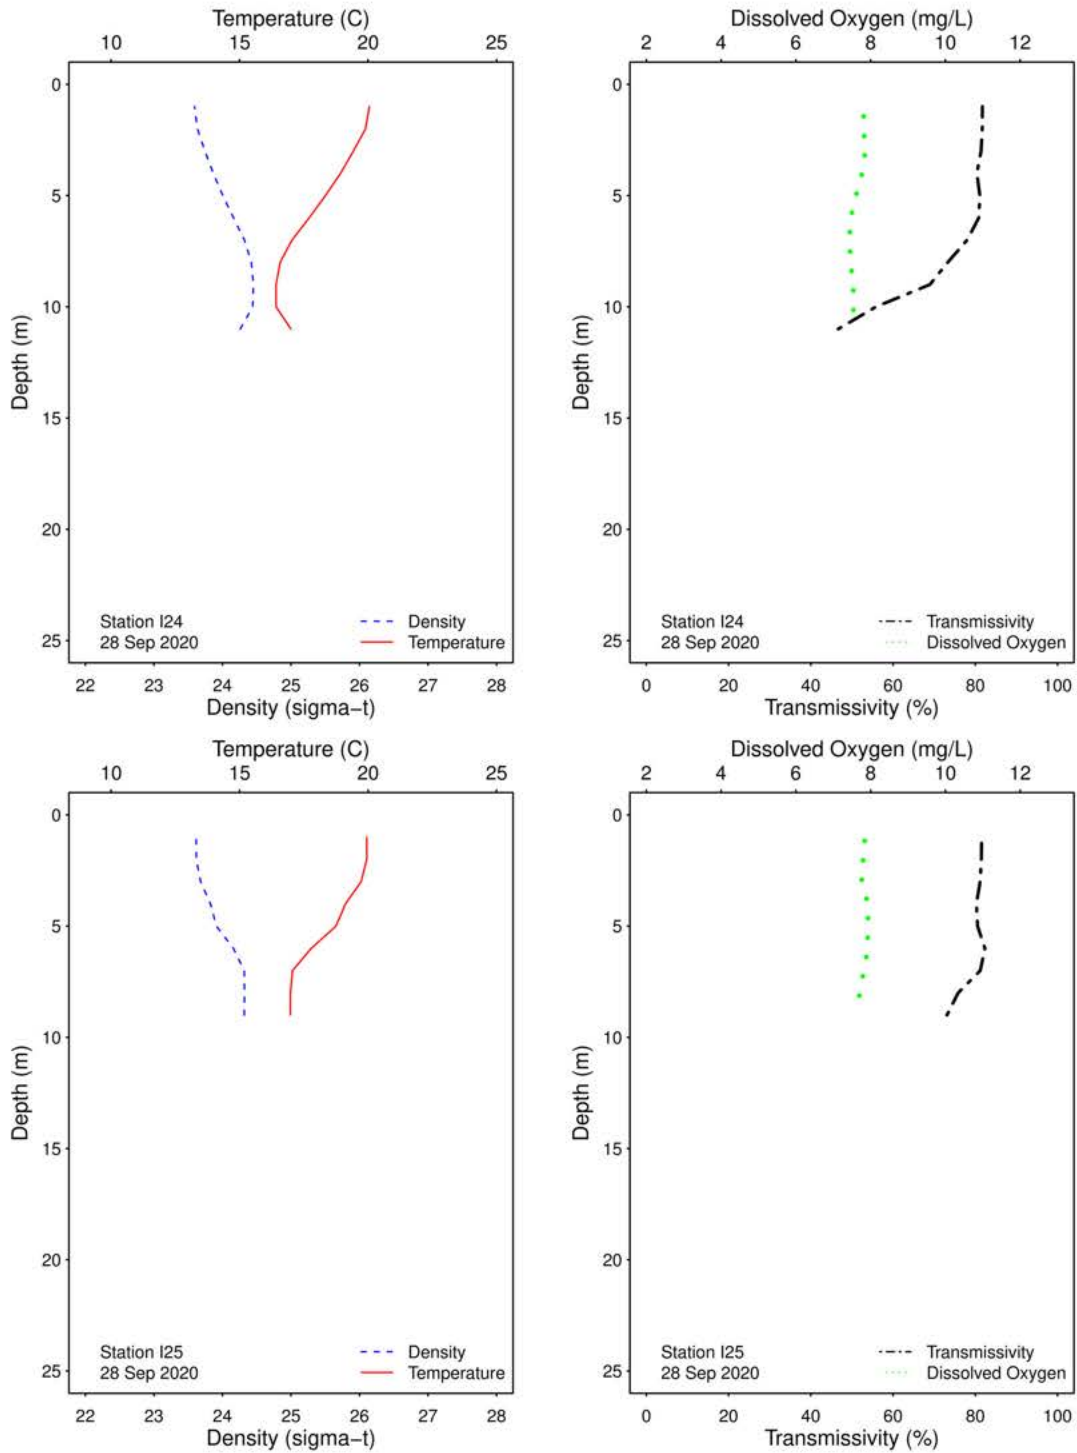 Temperature (C)
10 15 20 25
0
5
10
15
20
25
Depth (m)
Station I24
28 Sep 2020
Density
Temperature
22 23 24 25 26 27 28
Density (sigma−t)
Dissolved Oxygen (mg/L)
2 4 6 8 10 12
0
5
10
15
20
25
Depth (m)
Station I24
28 Sep 2020
Transmissivity
Dissolved Oxygen
0 20 40 60 80 100
Transmissivity (%)
Temperature (C)
10 15 20 25
0
5
10
15
20
25
Depth (m)
Station I25
28 Sep 2020
Density
Temperature
22 23 24 25 26 27 28
Density (sigma−t)
Dissolved Oxygen (mg/L)
2 4 6 8 10 12
0
5
10
15
20
25
Depth (m)
Station I25
28 Sep 2020
Transmissivity
Dissolved Oxygen
0 20 40 60 80 100
Transmissivity (%)